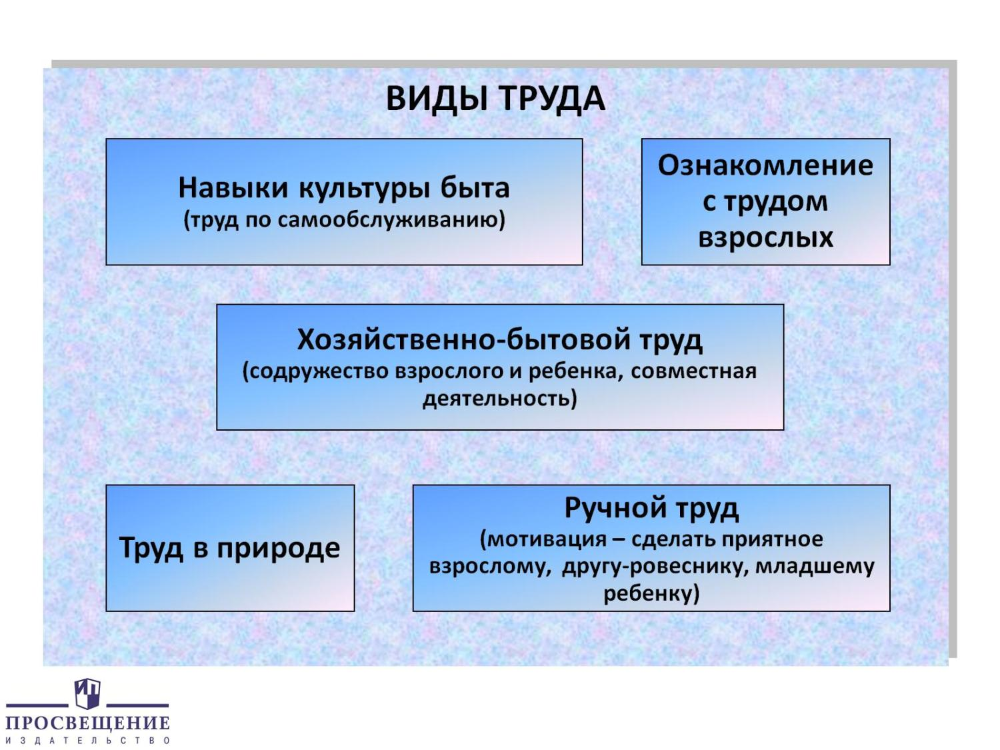 ВИДЫ ТРУДА
Навыки культуры быта
(труд по самообслуживанию)
Ознакомление
с трудом
взрослых
Хозяйственно-бытовой труд
(содружество взрослого и ребенка, совместная
деятельность)
Труд в природе
Ручной труд
(мотивация – сделать приятное
взрослому, другу-ровеснику, младшему
ребенку)
ИП
ПРОСВЕЩЕНИЕ
ИЗДАТЕЛЬСТВО